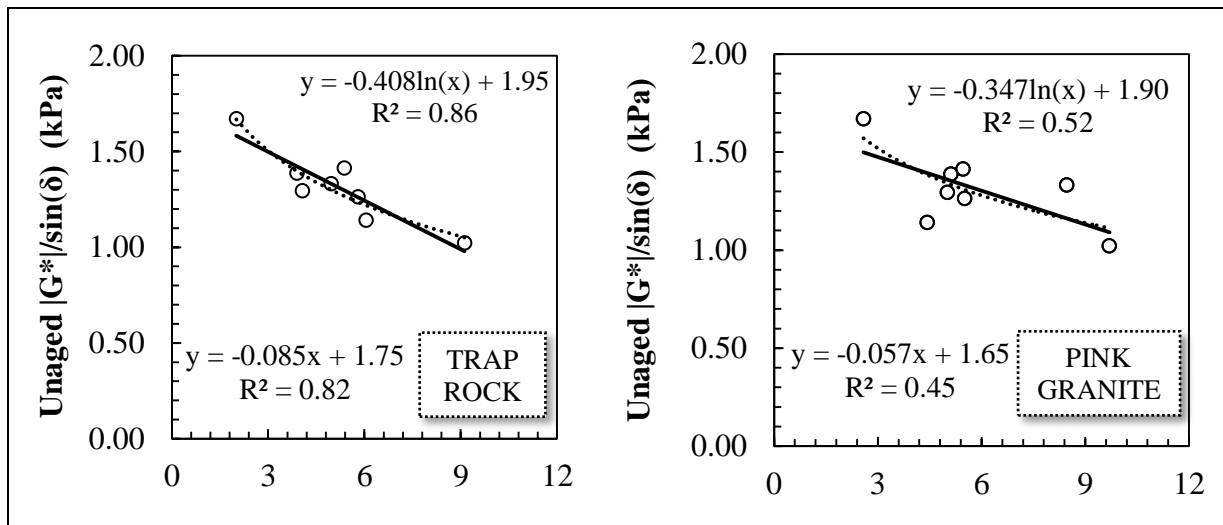 Unaged |G*|/sin(δ) (kPa)
2.00
1.50
1.00
0.50
0.00
y = -0.408ln(x) + 1.95
R² = 0.86
y = -0.085x + 1.75
R² = 0.82
TRAP
ROCK
0 3 6 9 12
Unaged |G*|/sin(δ) (kPa)
2.00
1.50
1.00
0.50
0.00
y = -0.347ln(x) + 1.90
R² = 0.52
y = -0.057x + 1.65
R² = 0.45
PINK
GRANITE
0 3 6 9 12